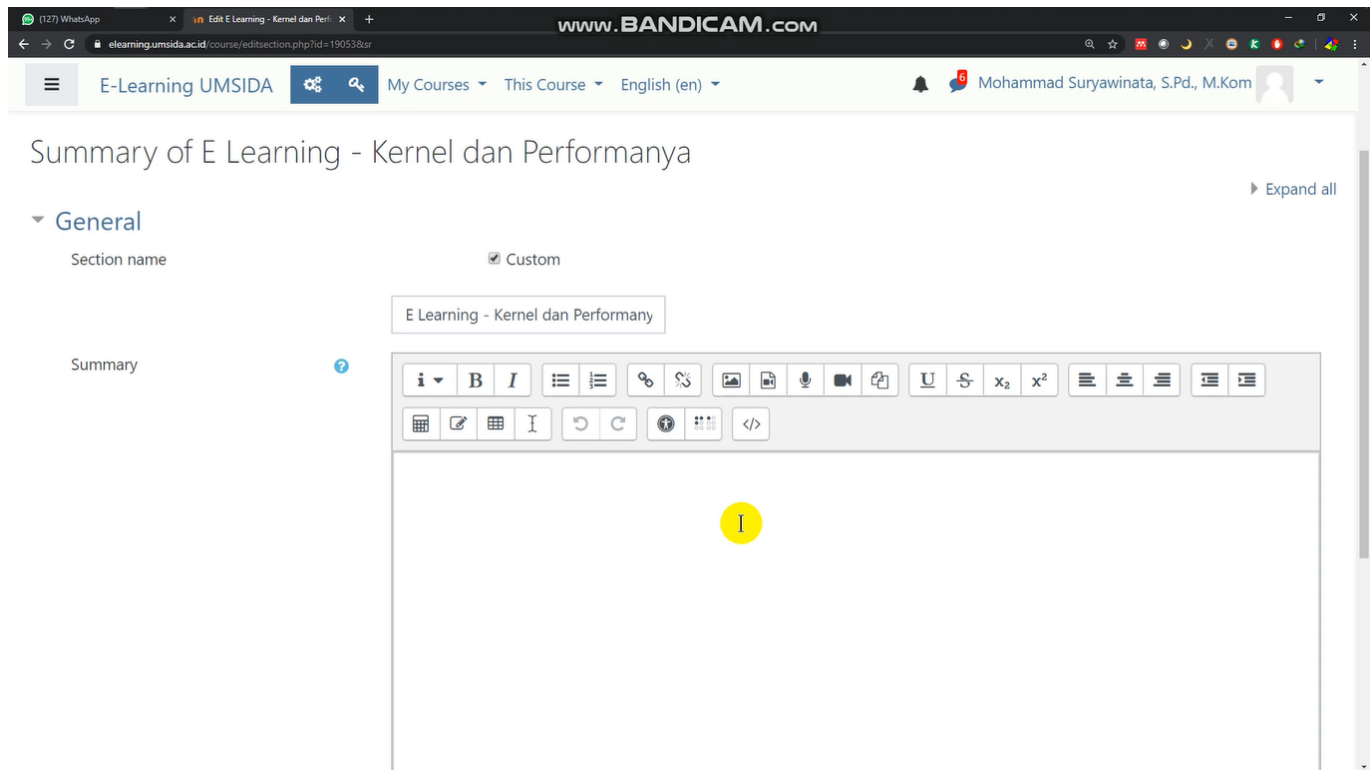 (127) WhatsApp
Edit E Learning - Kernel dan Perfo
www.BANDICAM.com
elearning.umsida.ac.id/course/editsection.php?id=19053&sr
E-Learning UMSIDA My Courses This Course English (en) 6 Mohammad Suryawinata, S.Pd., M.Kom
Summary of E Learning - Kernel dan Performanya
Expand all
General
Section name Custom
E Learning - Kernel dan Performany
Summary